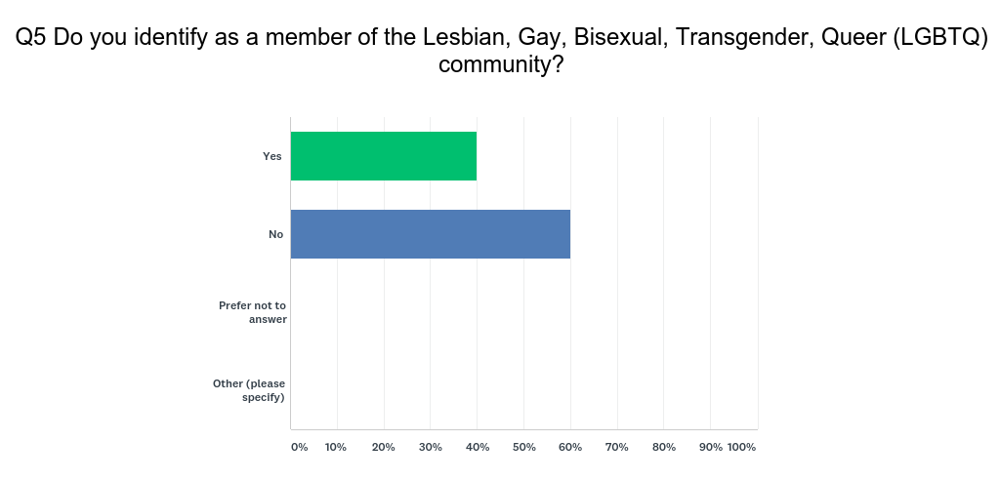 Q5 Do you identify as a member of the Lesbian, Gay, Bisexual, Transgender, Queer (LGBTQ)
community?
Yes
No
Prefer not to
answer
Other (please
specify)
0% 10% 20% 30% 40% 50% 60% 70% 80% 90% 100%